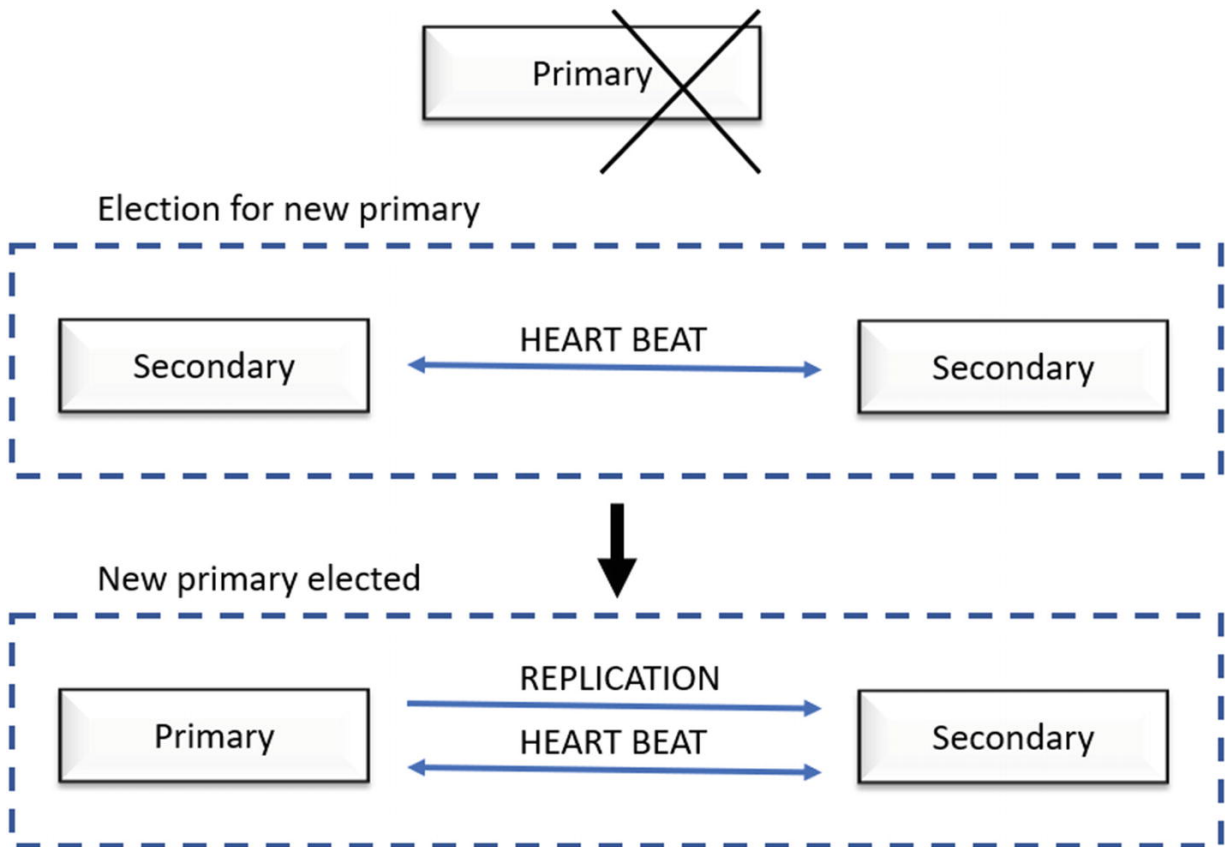 Primary
Election for new primary
HEART BEAT
Secondary
Secondary
New primary elected
REPLICATION
Primary
HEART BEAT
Secondary